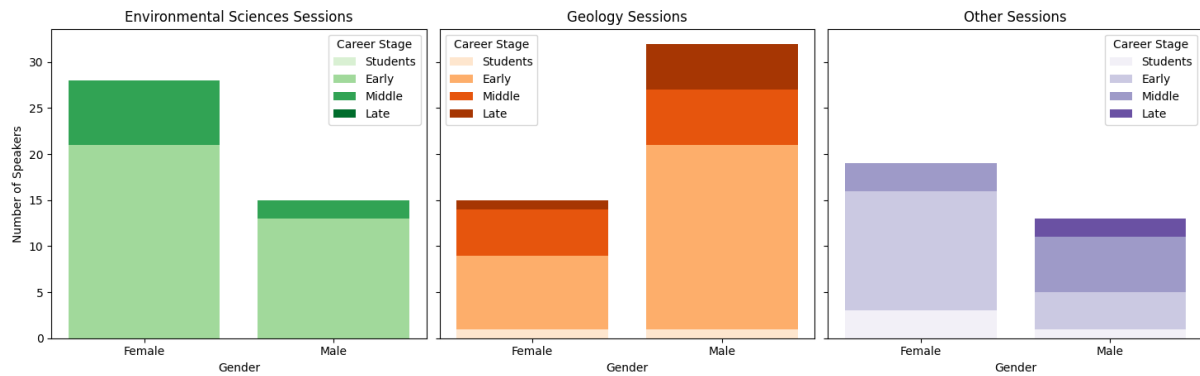 Environmental Sciences Sessions
Number of Speakers
30
25
20
15
10
5
0
Career Stage
Students
Early
Middle
Late
Female
Male
Gender
Geology Sessions
Career Stage
Students
Early
Middle
Late
Female
Male
Gender
Other Sessions
Career Stage
Students
Early
Middle
Late
Female
Male
Gender